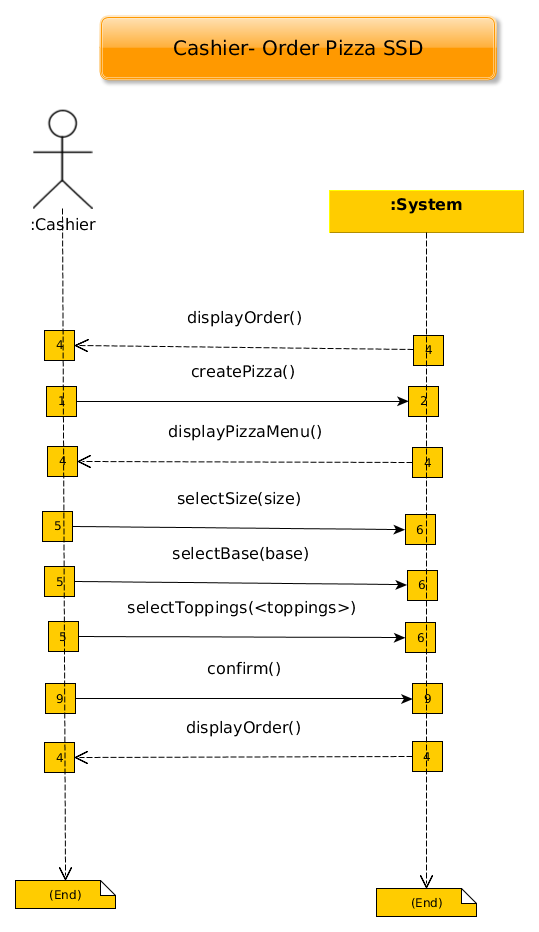 Cashier- Order Pizza SSD
:Cashier
:System
displayOrder()
4 4
createPizza()
1 2
displayPizzaMenu()
4 4
selectSize(size)
5 6
selectBase(base)
5 6
selectToppings(<toppings>)
5 6
confirm()
9 9
displayOrder()
4 4
(End)
(End)